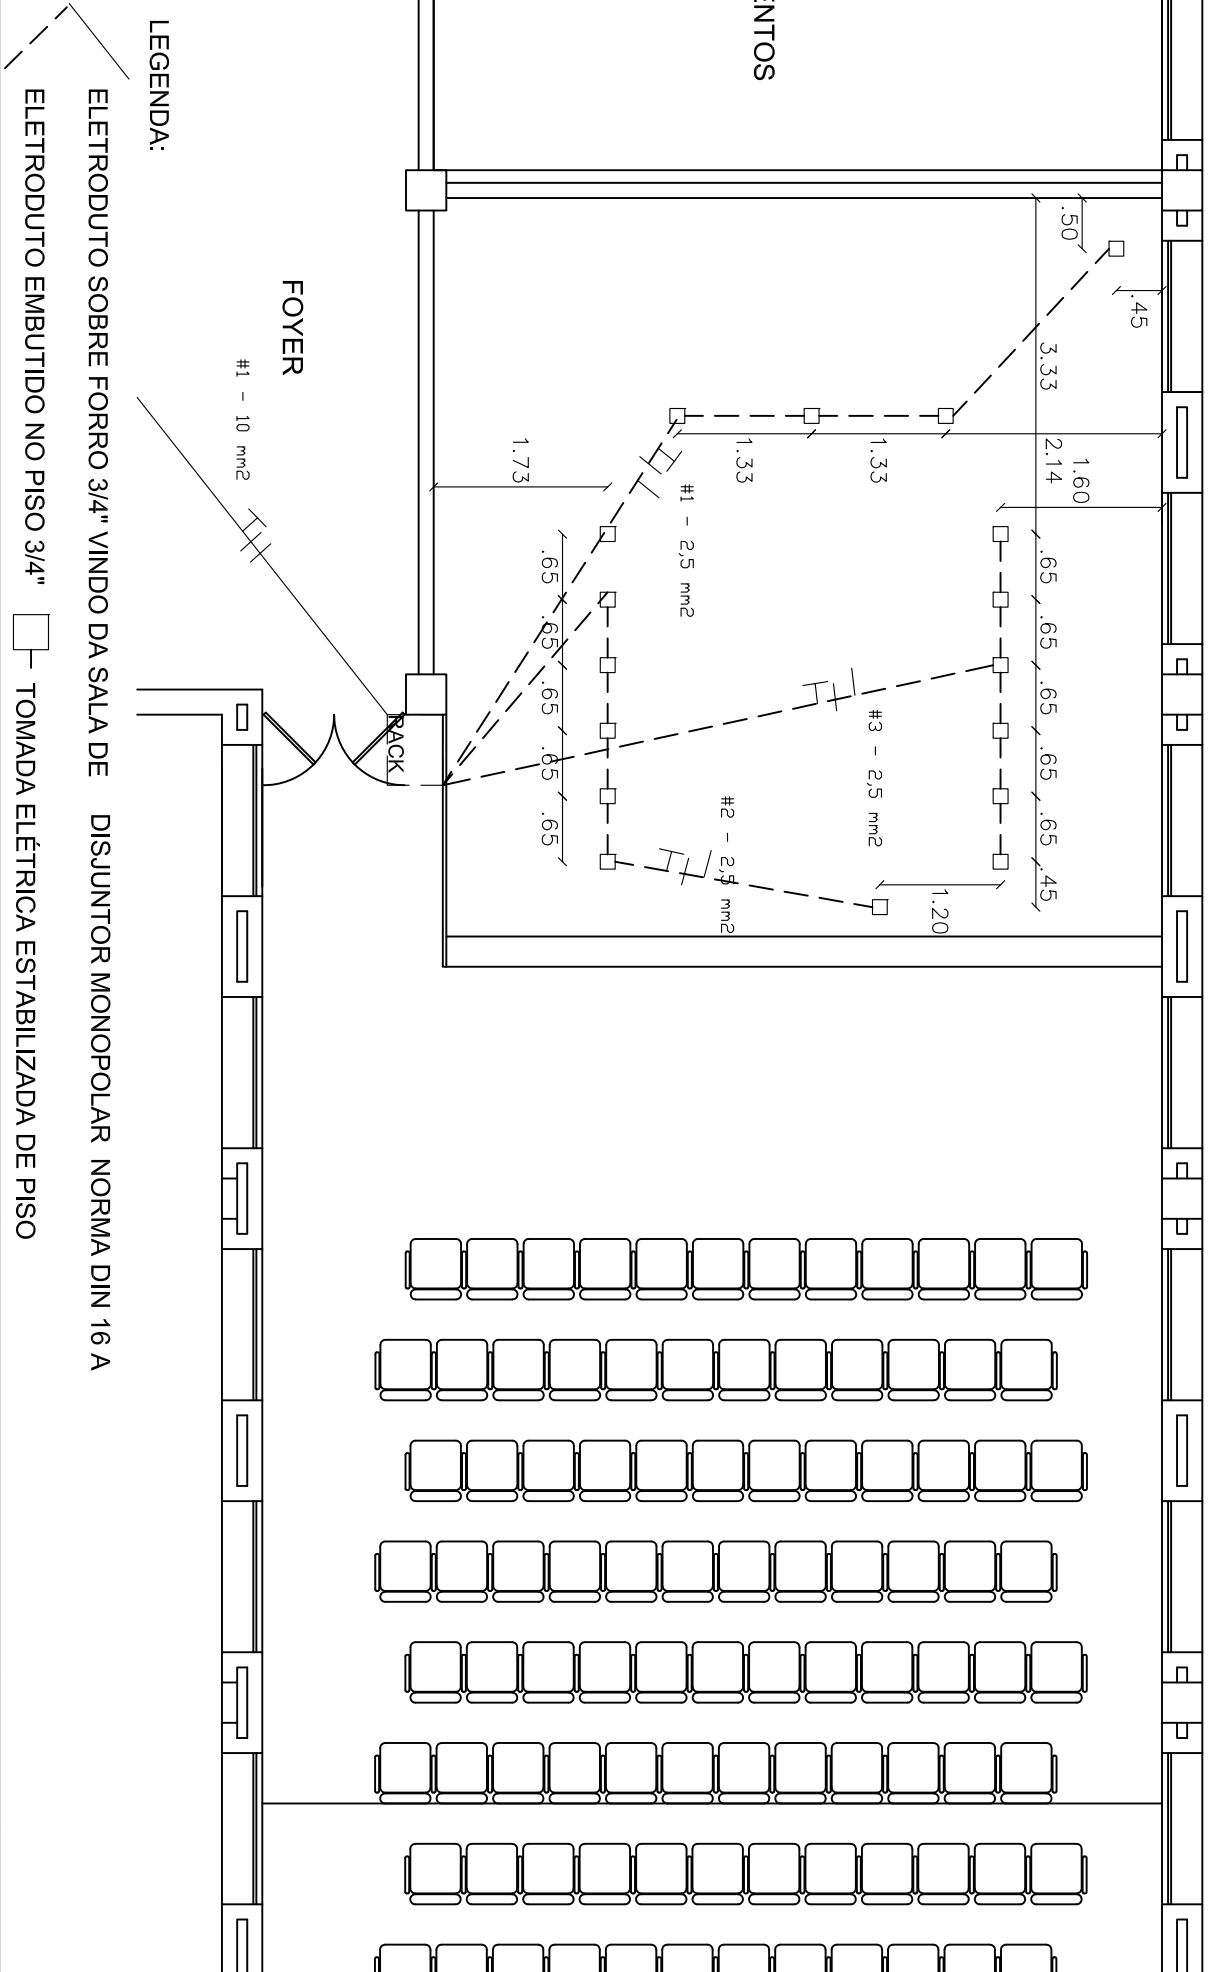 ENTOS
.50
.45
3.33
2.14
1.60
1.33
1.33
1.73
#1 - 2,5 mm2
.65
.65
.65
.65
.65
.45
#3 - 2,5 mm2
1.20
.65
.65
.65
.65
.65
#2 - 2,5 mm2
RACK
FOYER
#1 - 10 mm2
LEGENDA:
ELETRODUTO SOBRE FORRO 3/4" VINDO DA SALA DE DISJUNTOR MONOPOLAR NORMA DIN 16 A
ELETRODUTO EMBUTIDO NO PISO 3/4" TOMADA ELÉTRICA ESTABILIZADA DE PISO